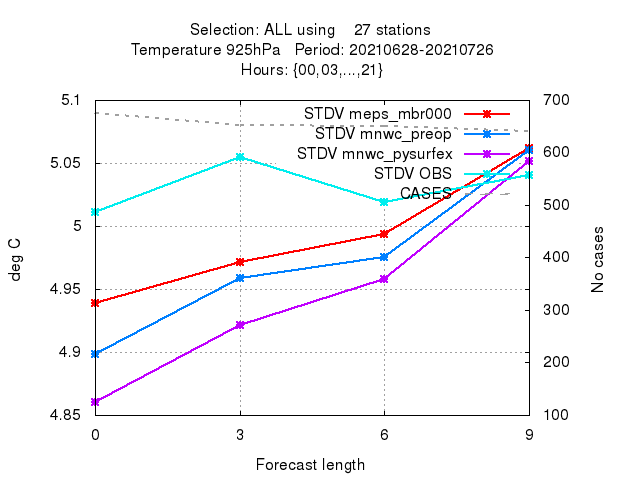 Selection: ALL using    27 stations
Temperature 925hPa   Period: 20210628-20210726
Hours: {00,03,...,21}
5.1
5.05
5
4.95
4.9
4.85
700
600
500
400
300
200
100
STDV meps_mbr000
STDV mnwc_preop
STDV mnwc_pysurfex
STDV OBS
CASES
deg C
No cases
0 3 6 9
Forecast length